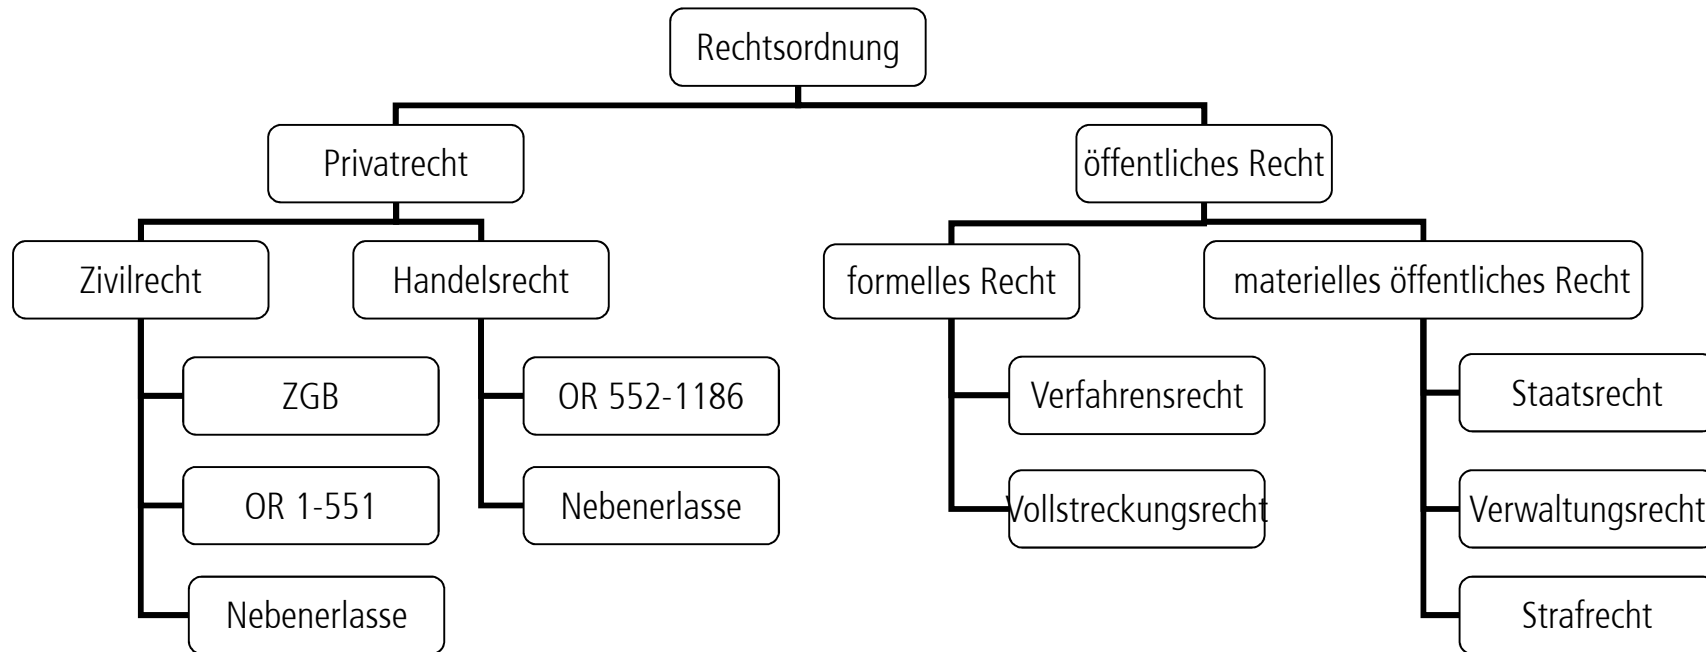 Rechtsordnung
Privatrecht
öffentliches Recht
Zivilrecht
Handelsrecht
formelles Recht
materielles öffentliches Recht
ZGB
OR 552-1186
Verfahrensrecht
Staatsrecht
OR 1-551
Nebenerlasse
Vollstreckungsrecht
Verwaltungsrecht
Nebenerlasse
Strafrecht